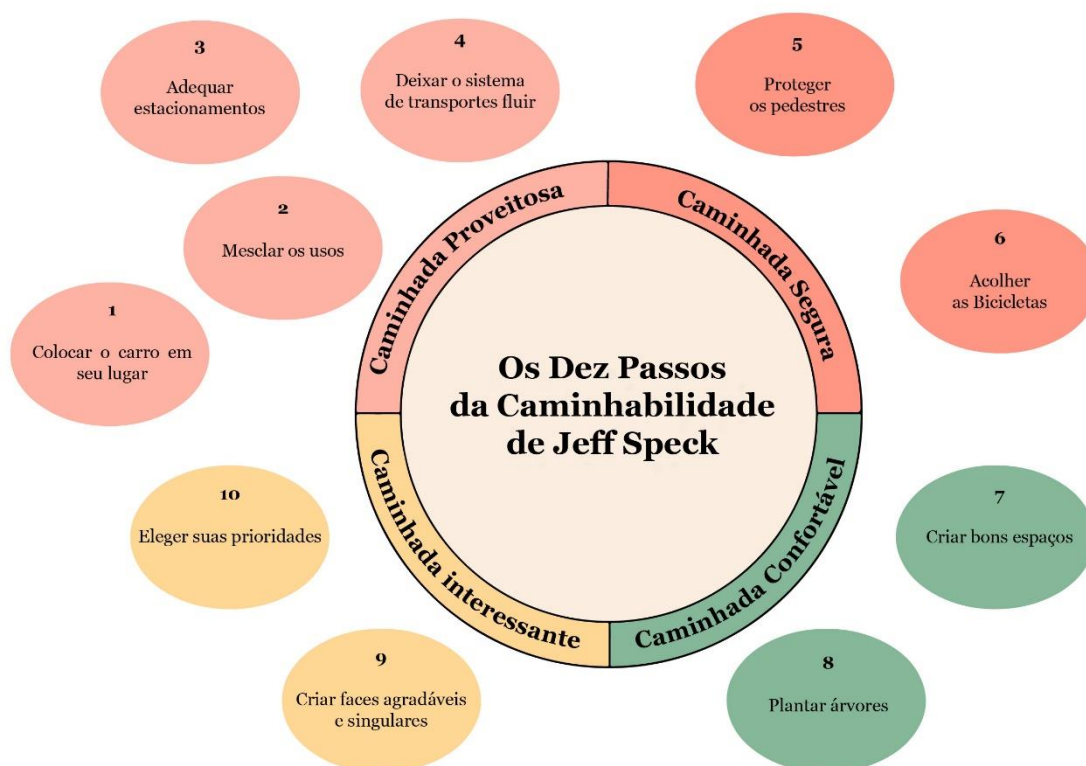 Os Dez Passos
da Caminhabilidade
de Jeff Speck
Caminhada Proveitosa
1
Colocar o carro em
seu lugar
2
Mesclar os usos
3
Adequar
estacionamentos
4
Deixar o sistema
de transportes fluir
Caminhada Segura
5
Proteger
os pedestres
6
Acolher
as Bicicletas
Caminhada Confortável
7
Criar bons espaços
8
Plantar árvores
Caminhada interessante
9
Criar faces agradáveis
e singulares
10
Eleger suas prioridades